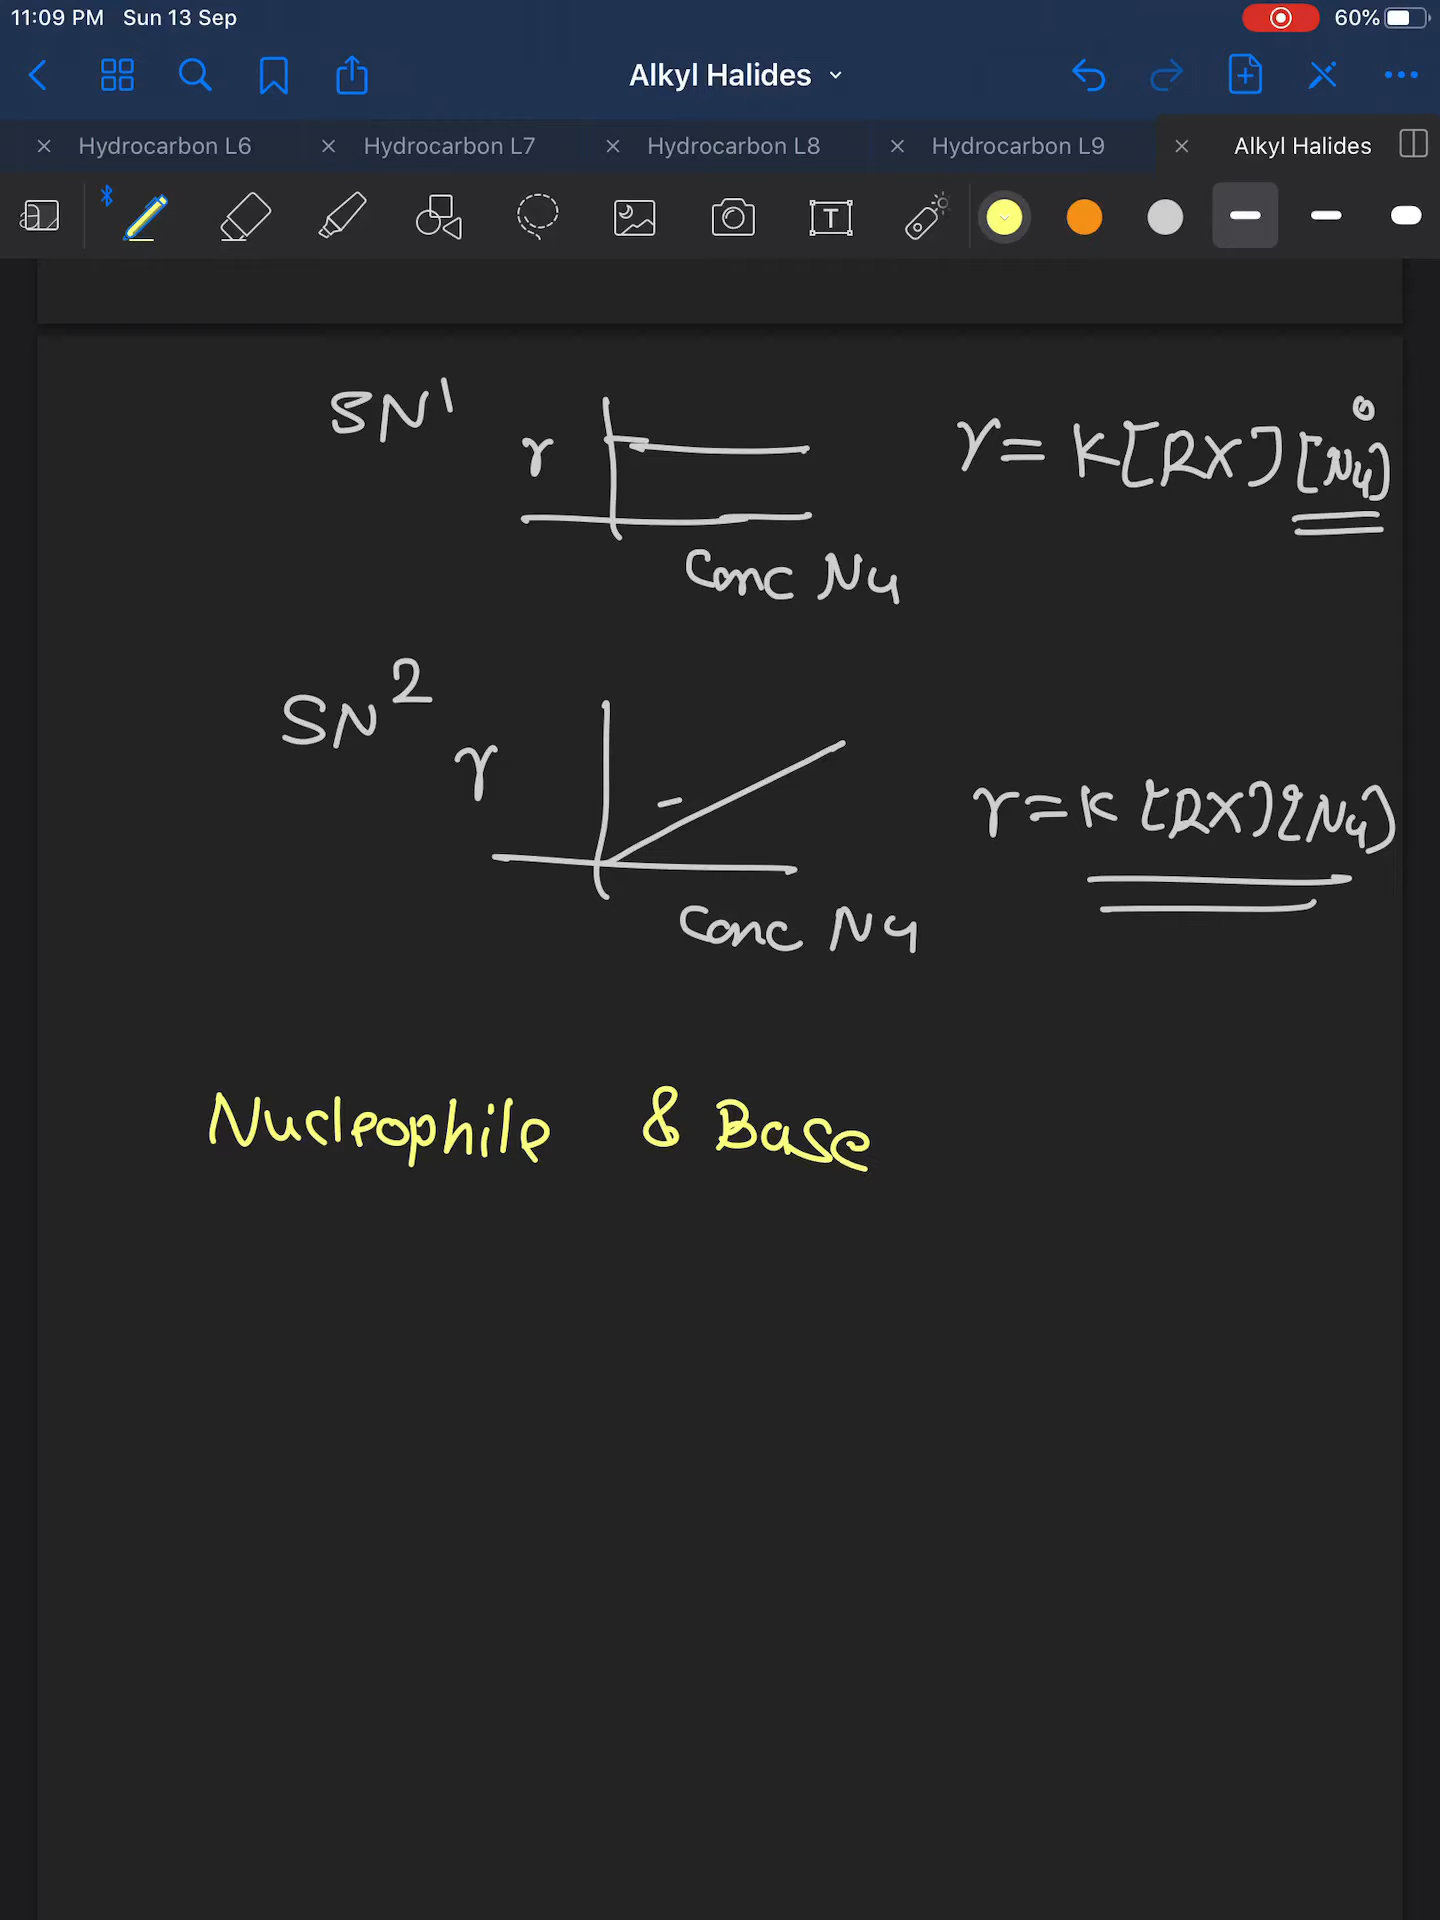 11:09 PM Sun 13 Sep 60%
Alkyl Halides
Hydrocarbon L6 Hydrocarbon L7 Hydrocarbon L8 Hydrocarbon L9 Alkyl Halides
SN¹
r
r = K[RX][Nu]⁰
Conc Nu
SN²
r
r = K[RX][Nu]
Conc Nu
Nucleophile & Base